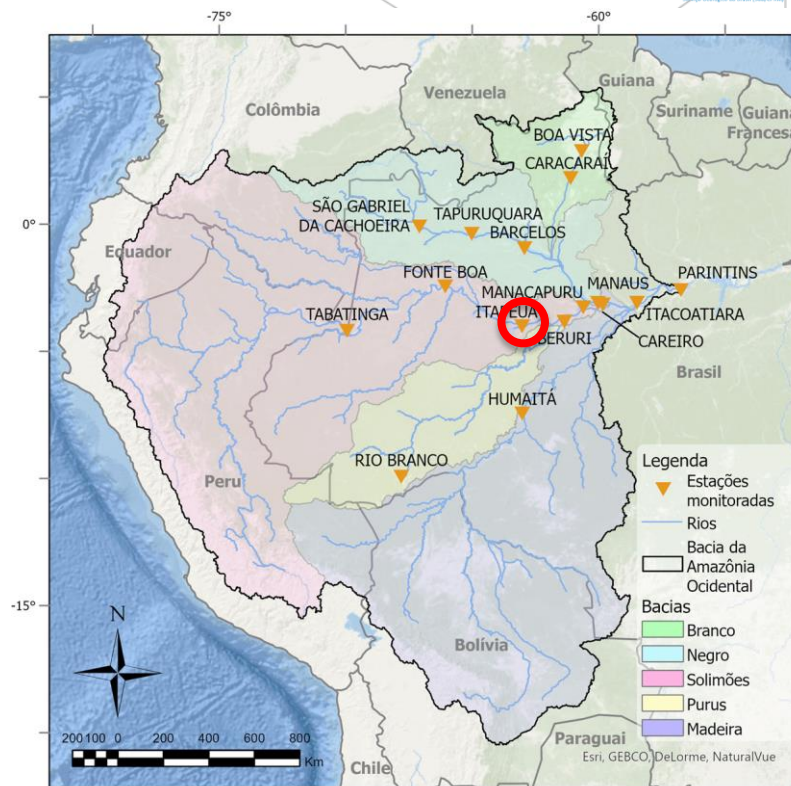 -75°
-60°
Guiana
Venezuela
Colômbia
Suriname
Guiana
Francesa
BOA VISTA
CARACARAÍ
SÃO GABRIEL
DA CACHOEIRA
TAPURUQUARA
BARCELOS
0°
Equador
FONTE BOA
MANACAPURU
MANAUS
PARINTINS
TABATINGA
ITAPEUA
ITACOATIARA
BERURI
CAREIRO
Brasil
HUMAITÁ
RIO BRANCO
Peru
Legenda
Estações
monitoradas
Rios
Bacia da
Amazônia
Ocidental
-15°
N
Bacias
Branco
Negro
Solimões
Purus
Madeira
Bolívia
Paraguai
Chile
200 100 0 200 400 600 800
Km
Esri, GEBCO, DeLorme, NaturalVue